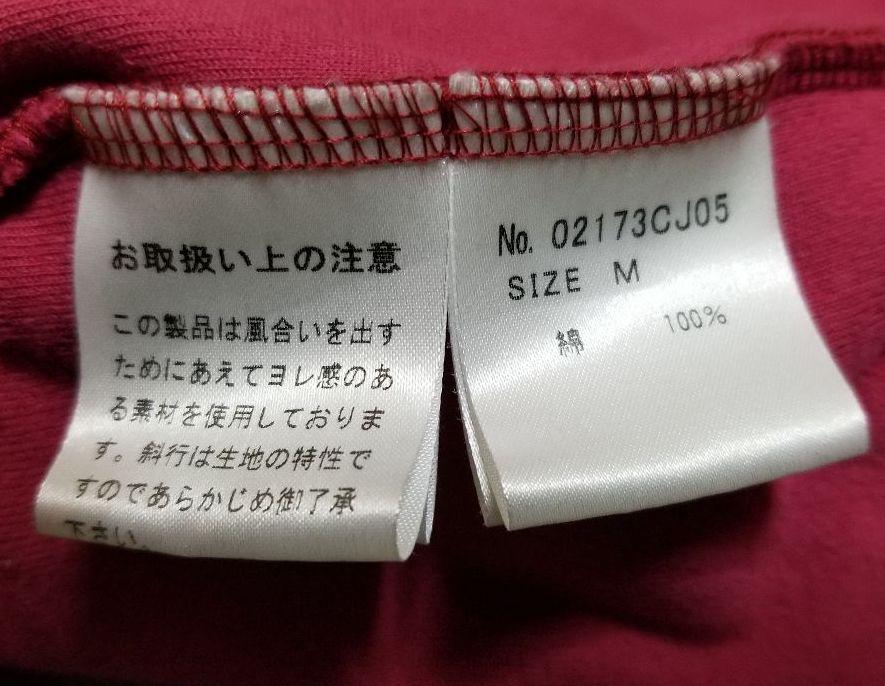 お取扱い上の注意
この製品は風合いを出す
ためにあえてヨレ感のあ
る素材を使用しておりま
す。斜行は生地の特性で
すのであらかじめ御了承
下さい。
No. 02173CJ05
SIZE M
綿 100%